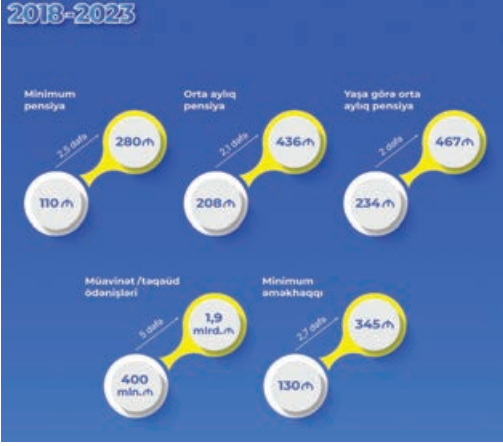 2018-2023
Minimum
pensiya
2,5 dəfə
280₼
110₼
Orta aylıq
pensiya
2,1 dəfə
436₼
208₼
Yaşa görə orta
aylıq pensiya
2 dəfə
467₼
234₼
Müavinət/təqaüd
ödənişləri
5 dəfə
1,9
mlrd.₼
400
mln.₼
Minimum
əməkhaqqı
2,7 dəfə
345₼
130₼